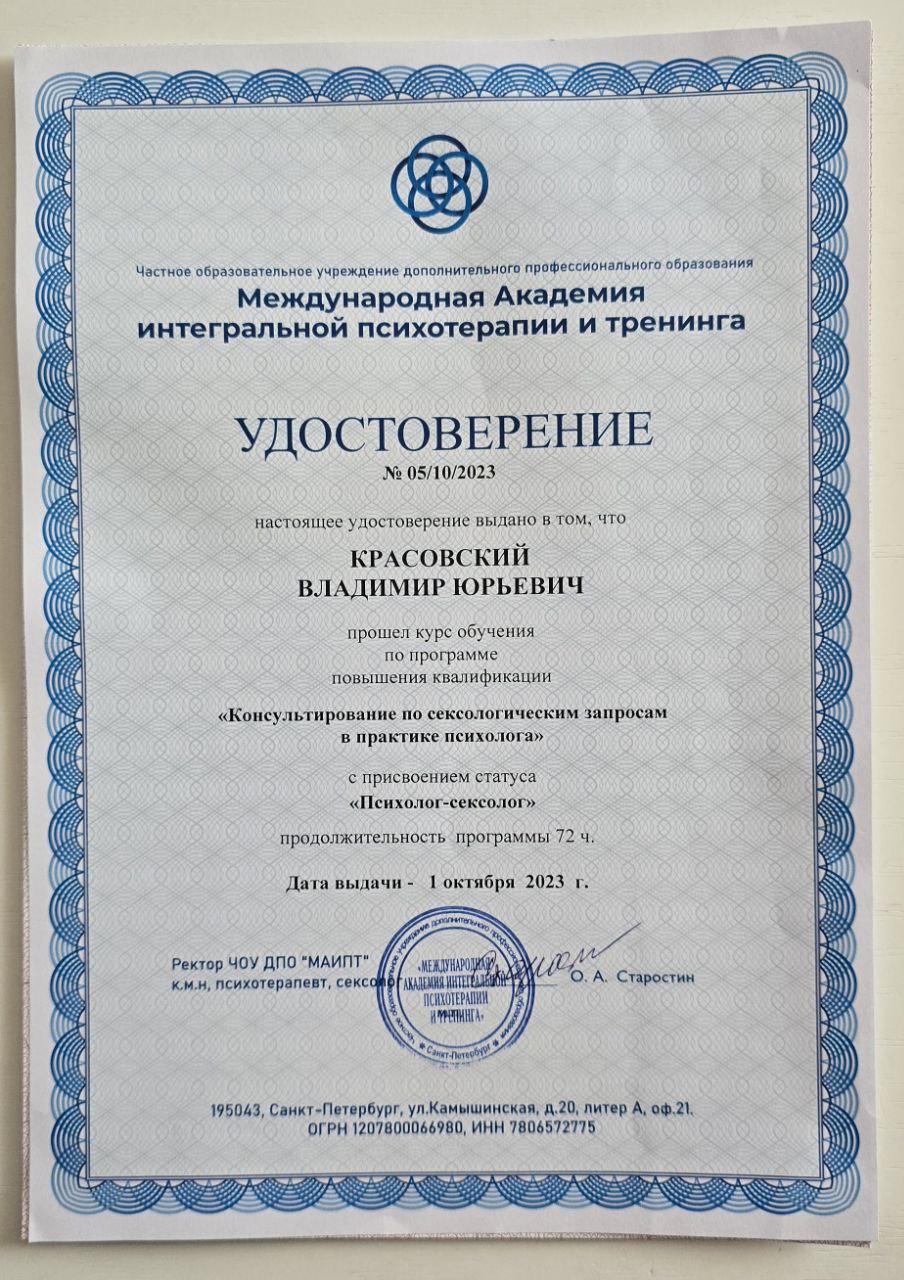 Частное образовательное учреждение дополнительного профессионального образования
Международная Академия
интегральной психотерапии и тренинга
УДОСТОВЕРЕНИЕ
№ 05/10/2023
настоящее удостоверение выдано в том, что
КРАСОВСКИЙ
ВЛАДИМИР ЮРЬЕВИЧ
прошел курс обучения
по программе
повышения квалификации
«Консультирование по сексологическим запросам
в практике психолога»
с присвоением статуса
«Психолог-сексолог»
продолжительность программы 72 ч.
Дата выдачи - 1 октября 2023 г.
Ректор ЧОУ ДПО "МАИПТ"
к.м.н, психотерапевт, сексолог
О. А. Старостин
«МЕЖДУНАРОДНАЯ
АКАДЕМИЯ ИНТЕГРАЛЬНОЙ
ПСИХОТЕРАПИИ
И ТРЕНИНГА»
Санкт-Петербург
195043, Санкт-Петербург, ул.Камышинская, д.20, литер А, оф.21.
ОГРН 1207800066980, ИНН 7806572775